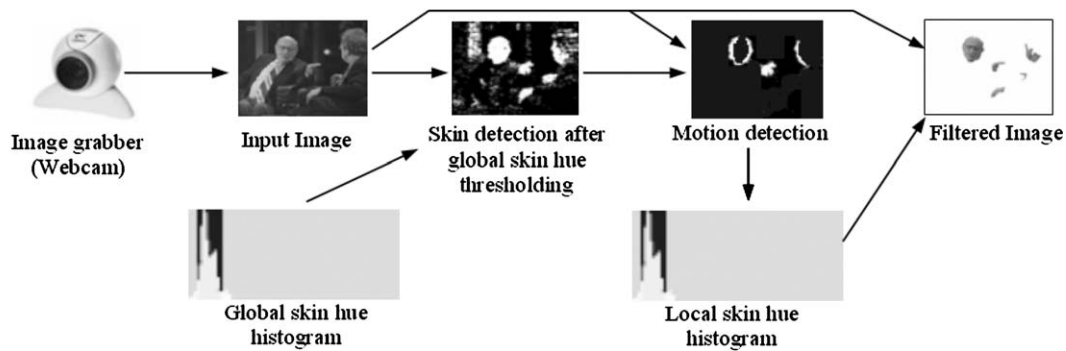 Image grabber
(Webcam)
Input Image
Skin detection after
global skin hue
thresholding
Motion detection
Filtered Image
Global skin hue
histogram
Local skin hue
histogram